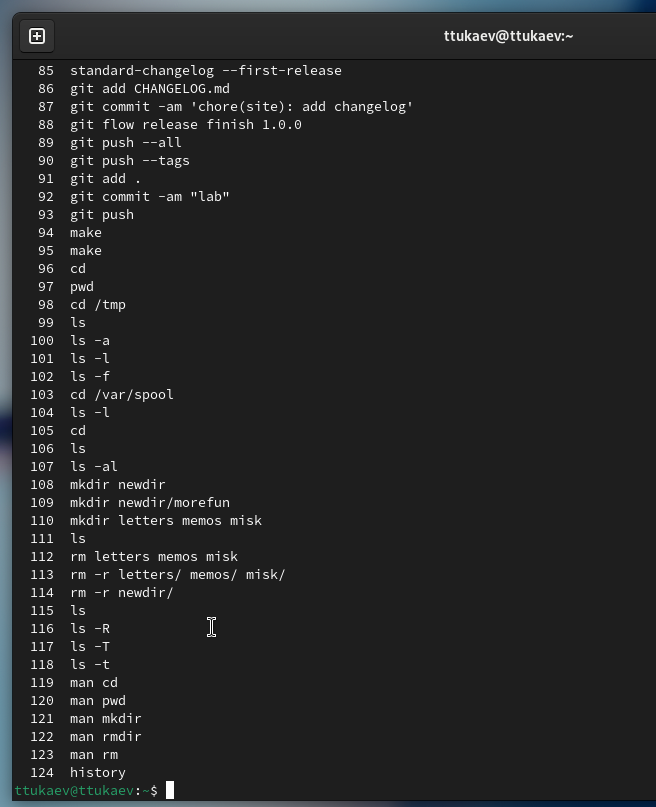 ttukaev@ttukaev:~
85 standard-changelog --first-release
86 git add CHANGELOG.md
87 git commit -am 'chore(site): add changelog'
88 git flow release finish 1.0.0
89 git push --all
90 git push --tags
91 git add .
92 git commit -am "lab"
93 git push
94 make
95 make
96 cd
97 pwd
98 cd /tmp
99 ls
100 ls -a
101 ls -l
102 ls -f
103 cd /var/spool
104 ls -l
105 cd
106 ls
107 ls -al
108 mkdir newdir
109 mkdir newdir/morefun
110 mkdir letters memos misk
111 ls
112 rm letters memos misk
113 rm -r letters/ memos/ misk/
114 rm -r newdir/
115 ls
116 ls -R
117 ls -T
118 ls -t
119 man cd
120 man pwd
121 man mkdir
122 man rmdir
123 man rm
124 history
ttukaev@ttukaev:~$